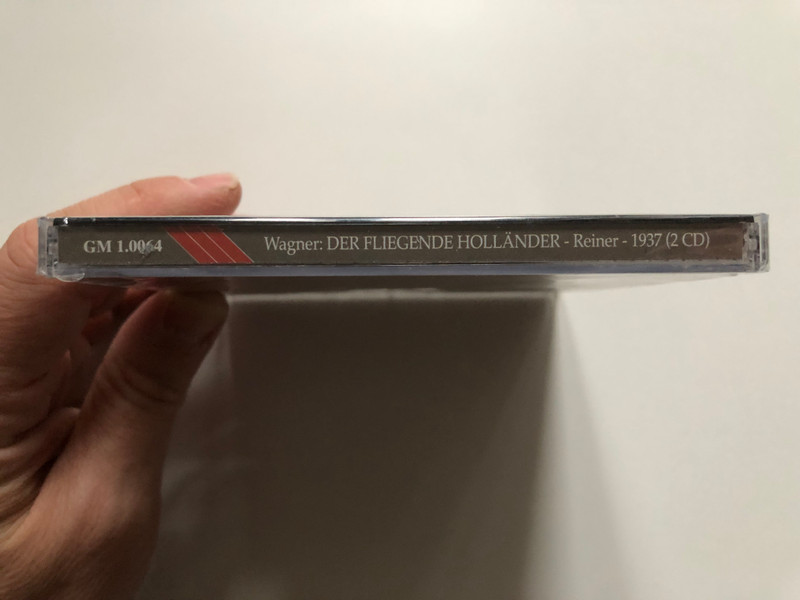 GM 1.0064 Wagner: DER FLIEGENDE HOLLÄNDER - Reiner - 1937 (2 CD)